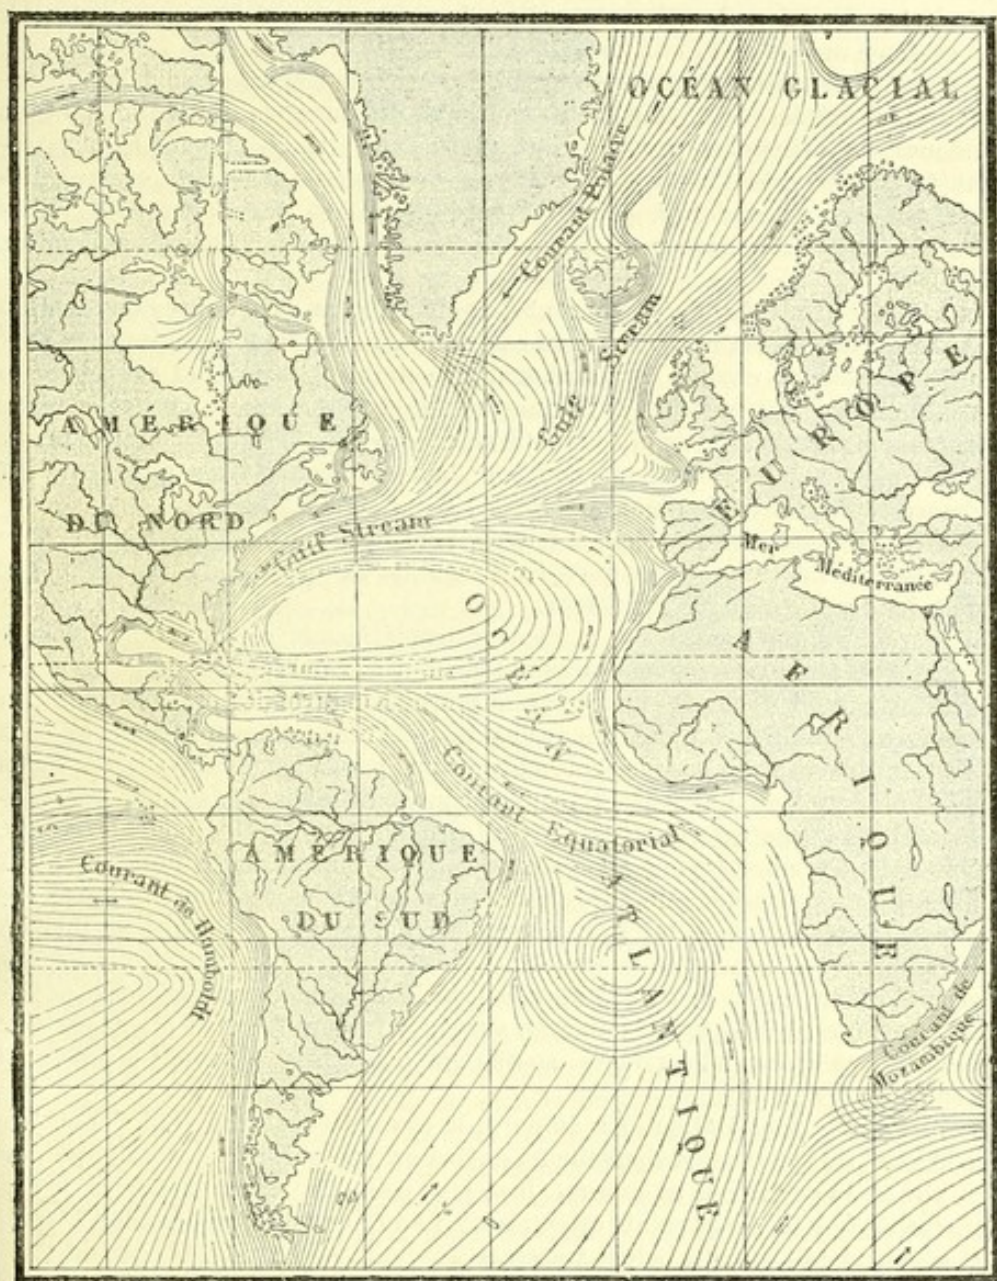 OCÉAN GLACIAL
Courant Polaire
Gulf Stream
AMÉRIQUE
DU NORD
EUROPE
Gulf Stream
Mer
Méditerranée
OCÉAN
ATLANTIQUE
AFRIQUE
Courant Equatorial
AMÉRIQUE
DU SUD
Courant de Humboldt
Courant de
Mozambique